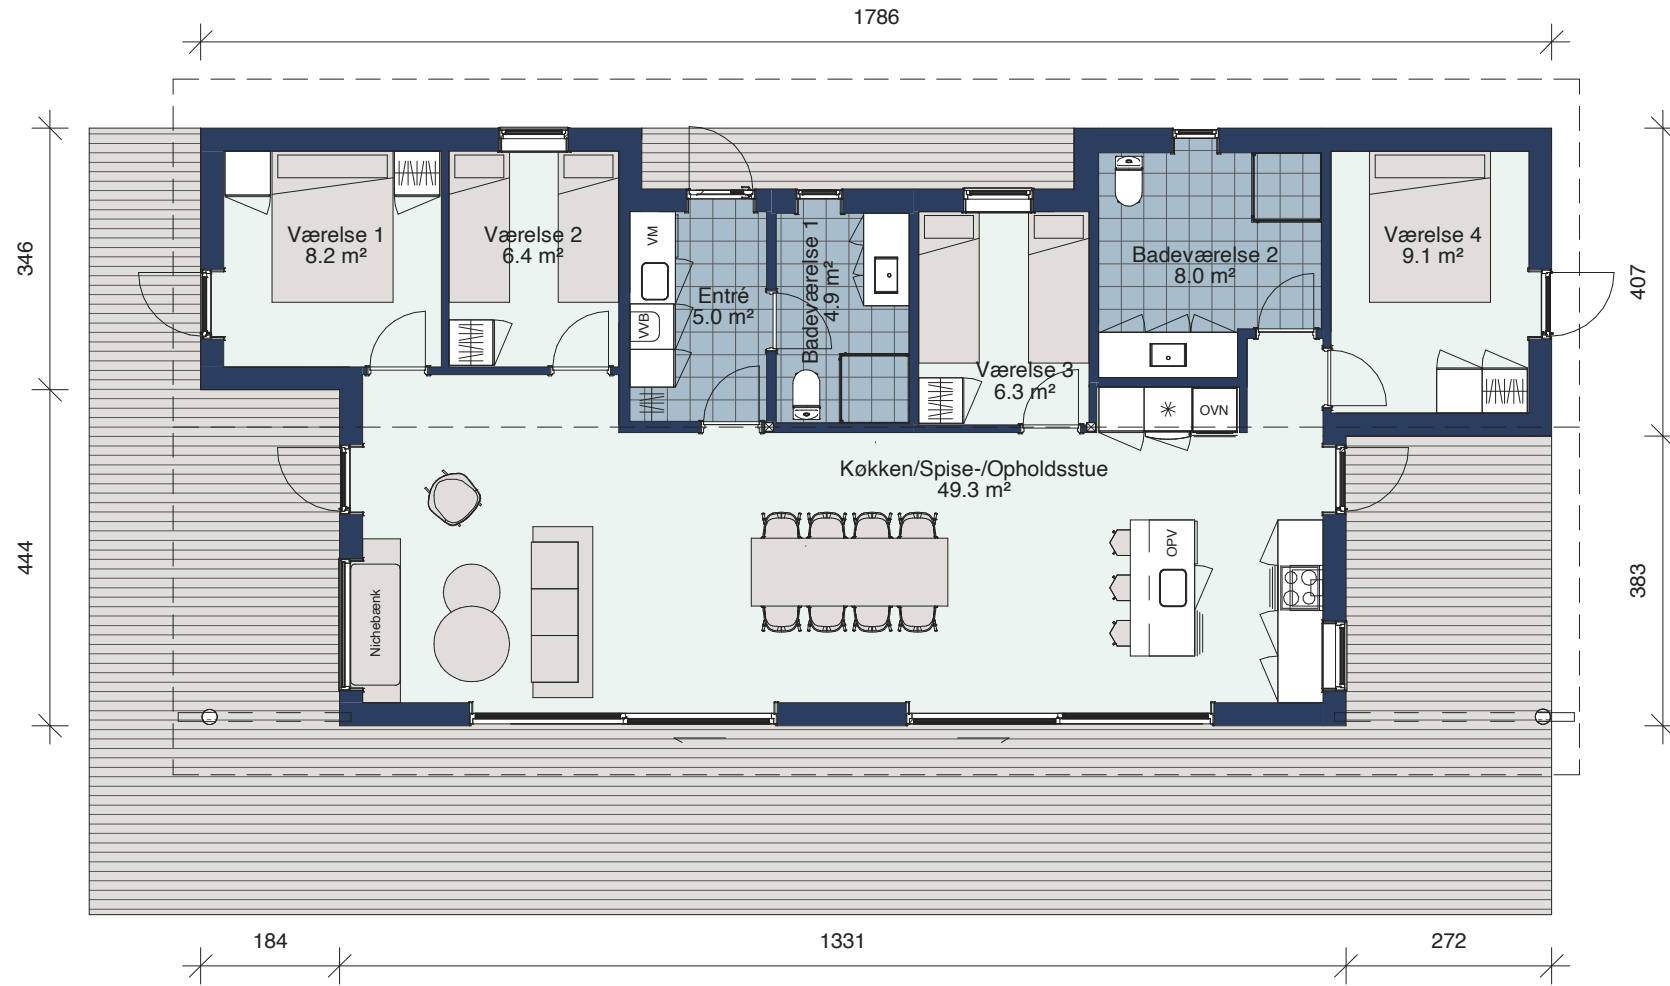 1786
346
444
407
383
Værelse 1
8.2 m²
Værelse 2
6.4 m²
VM
VVB
Entré
5.0 m²
Badeværelse 1
4.9 m²
Værelse 3
6.3 m²
Badeværelse 2
8.0 m²
OVN
Værelse 4
9.1 m²
Køkken/Spise-/Opholdsstue
49.3 m²
OPV
Nichebænk
184
1331
272